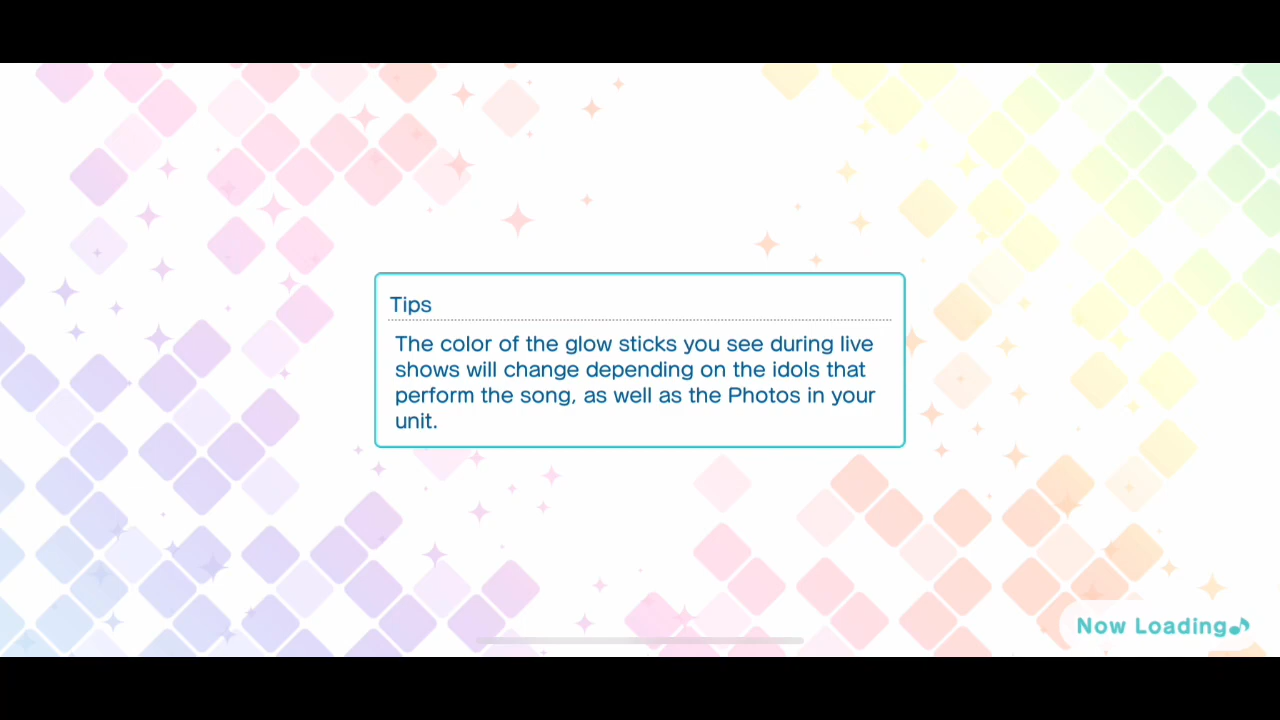 Tips
The color of the glow sticks you see during live
shows will change depending on the idols that
perform the song, as well as the Photos in your
unit.
Now Loading♪